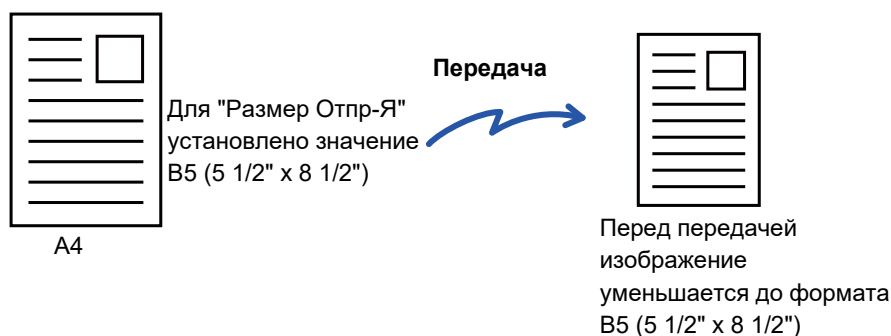 Передача
Для "Размер Отпр-Я"
установлено значение
B5 (5 1/2" x 8 1/2")
A4
Перед передачей
изображение
уменьшается до формата
B5 (5 1/2" x 8 1/2")